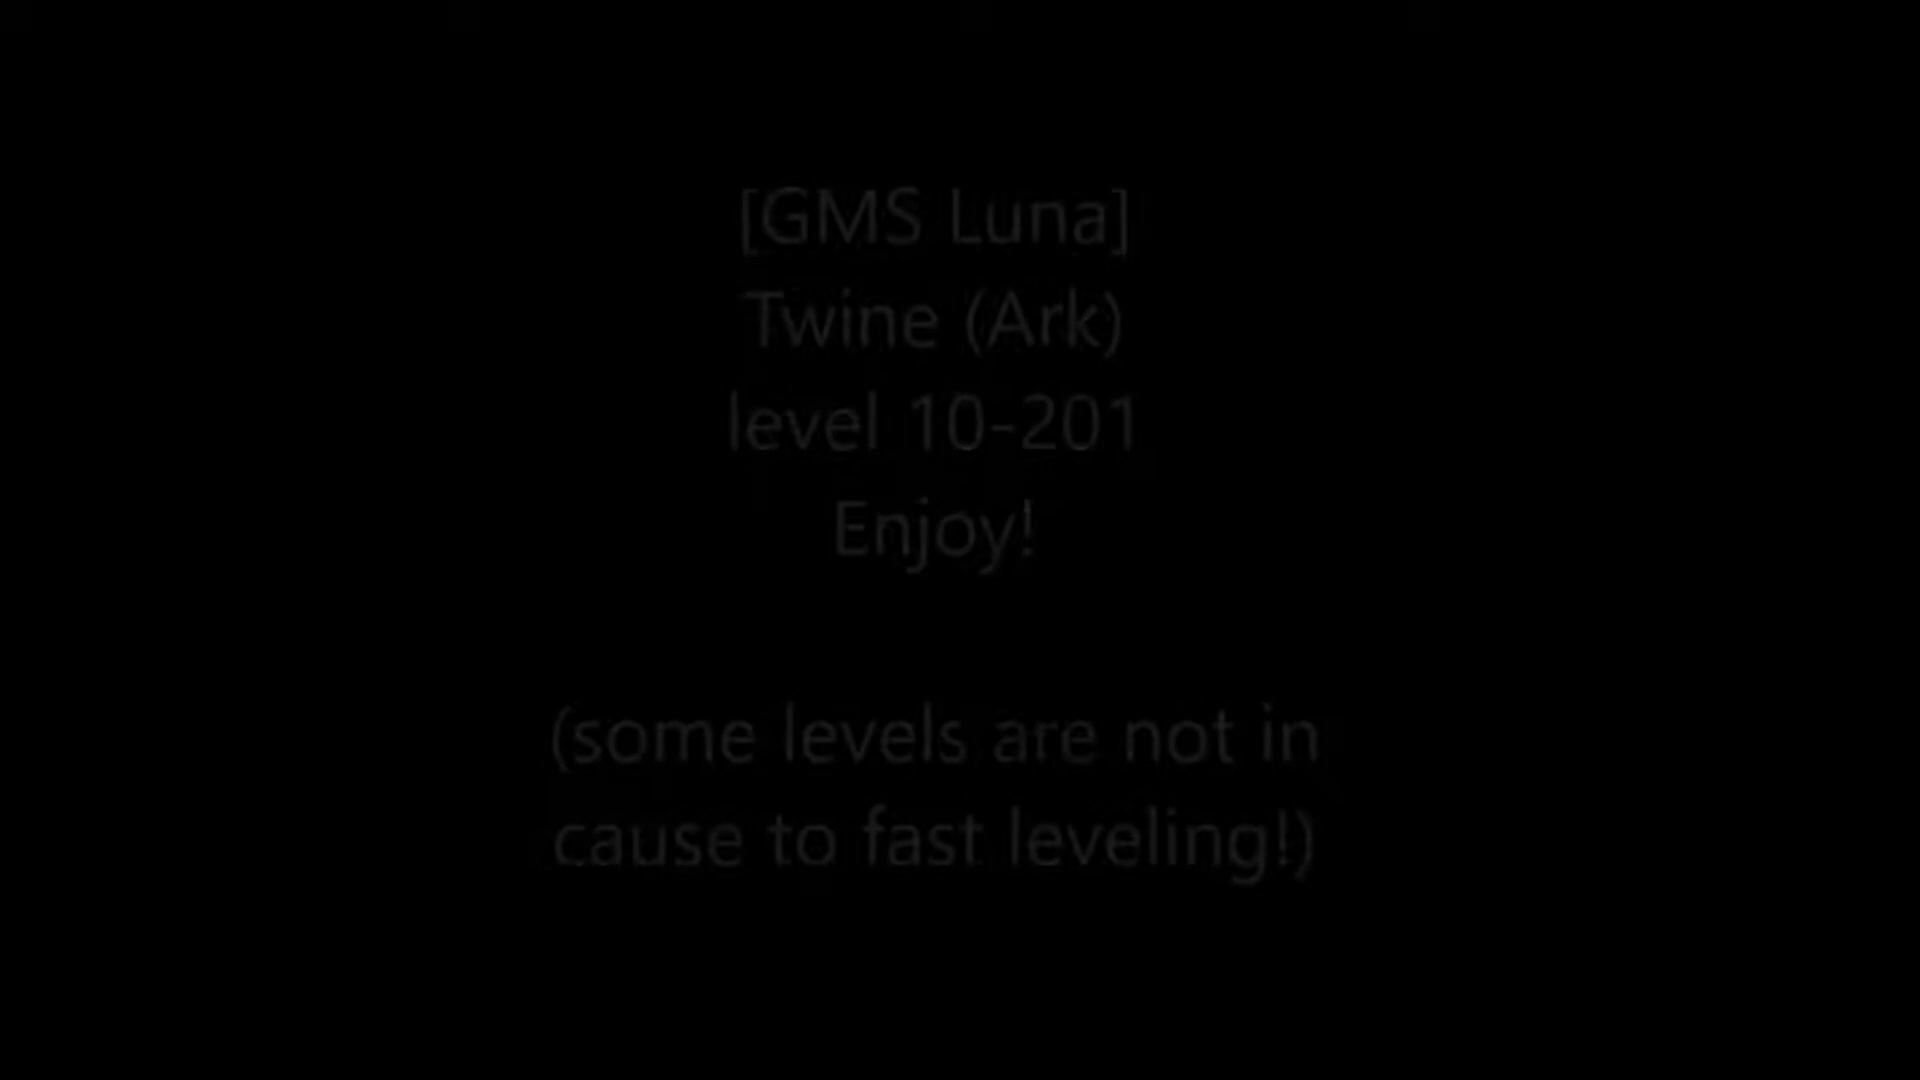 [GMS Luna]
Twine (Ark)
level 10-201
Enjoy!
(some levels are not in
cause to fast leveling!)